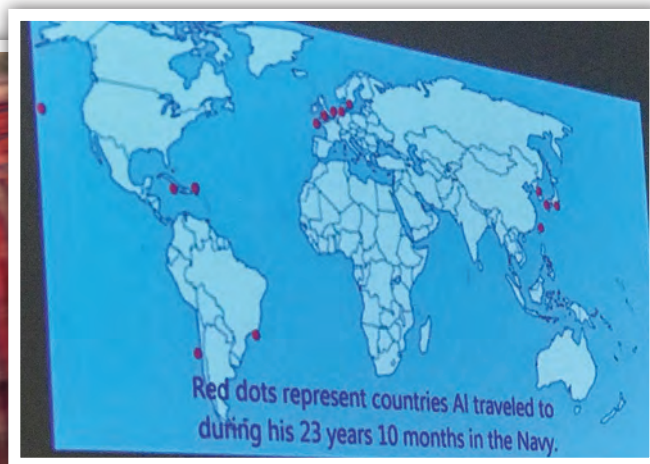 Red dots represent countries Al traveled to
during his 23 years 10 months in the Navy.